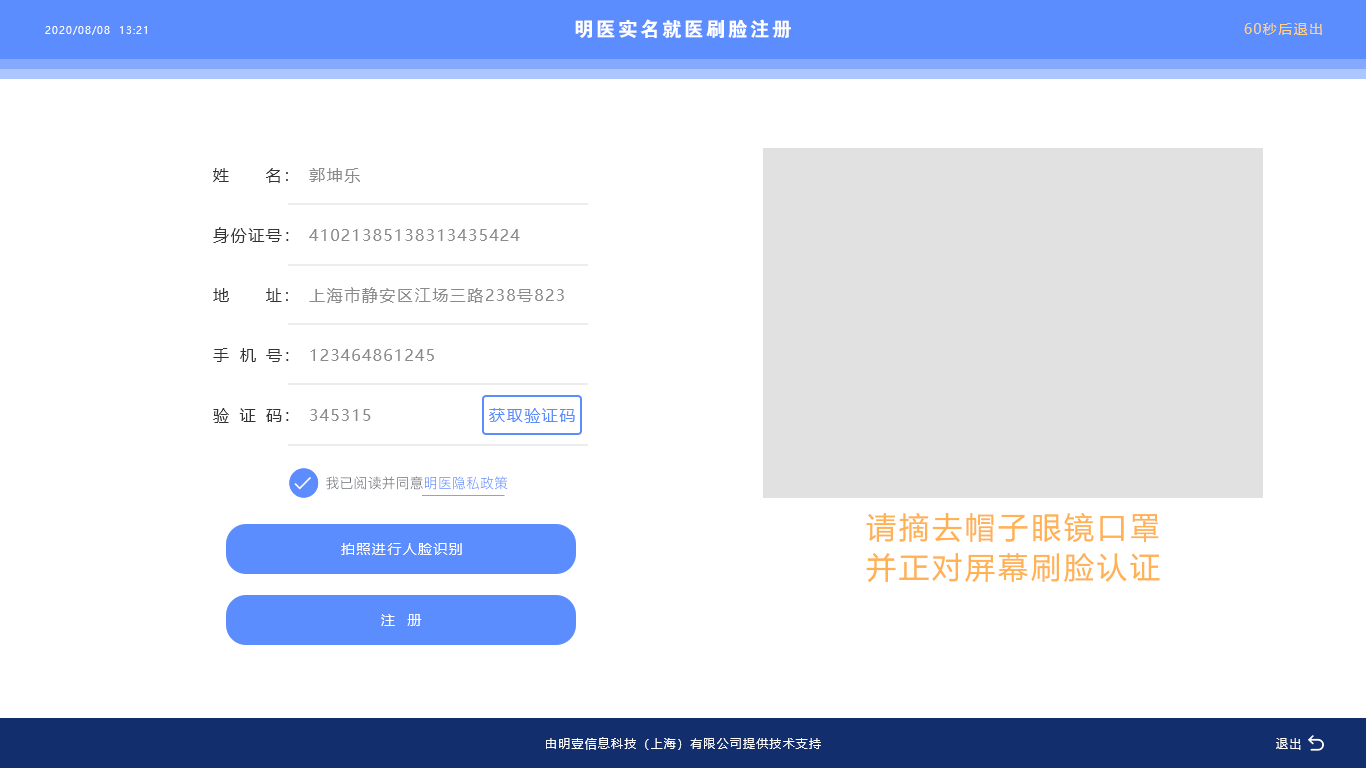 2020/08/08 13:21
明医实名就医刷脸注册
60秒后退出
姓 名： 郭坤乐
身份证号： 41021385138313435424
地 址： 上海市静安区江场三路238号823
手 机 号： 123464861245
验 证 码： 345315 获取验证码
我已阅读并同意明医隐私政策
拍照进行人脸识别
注 册
请摘去帽子眼镜口罩
并正对屏幕刷脸认证
由明壹信息科技（上海）有限公司提供技术支持
退出